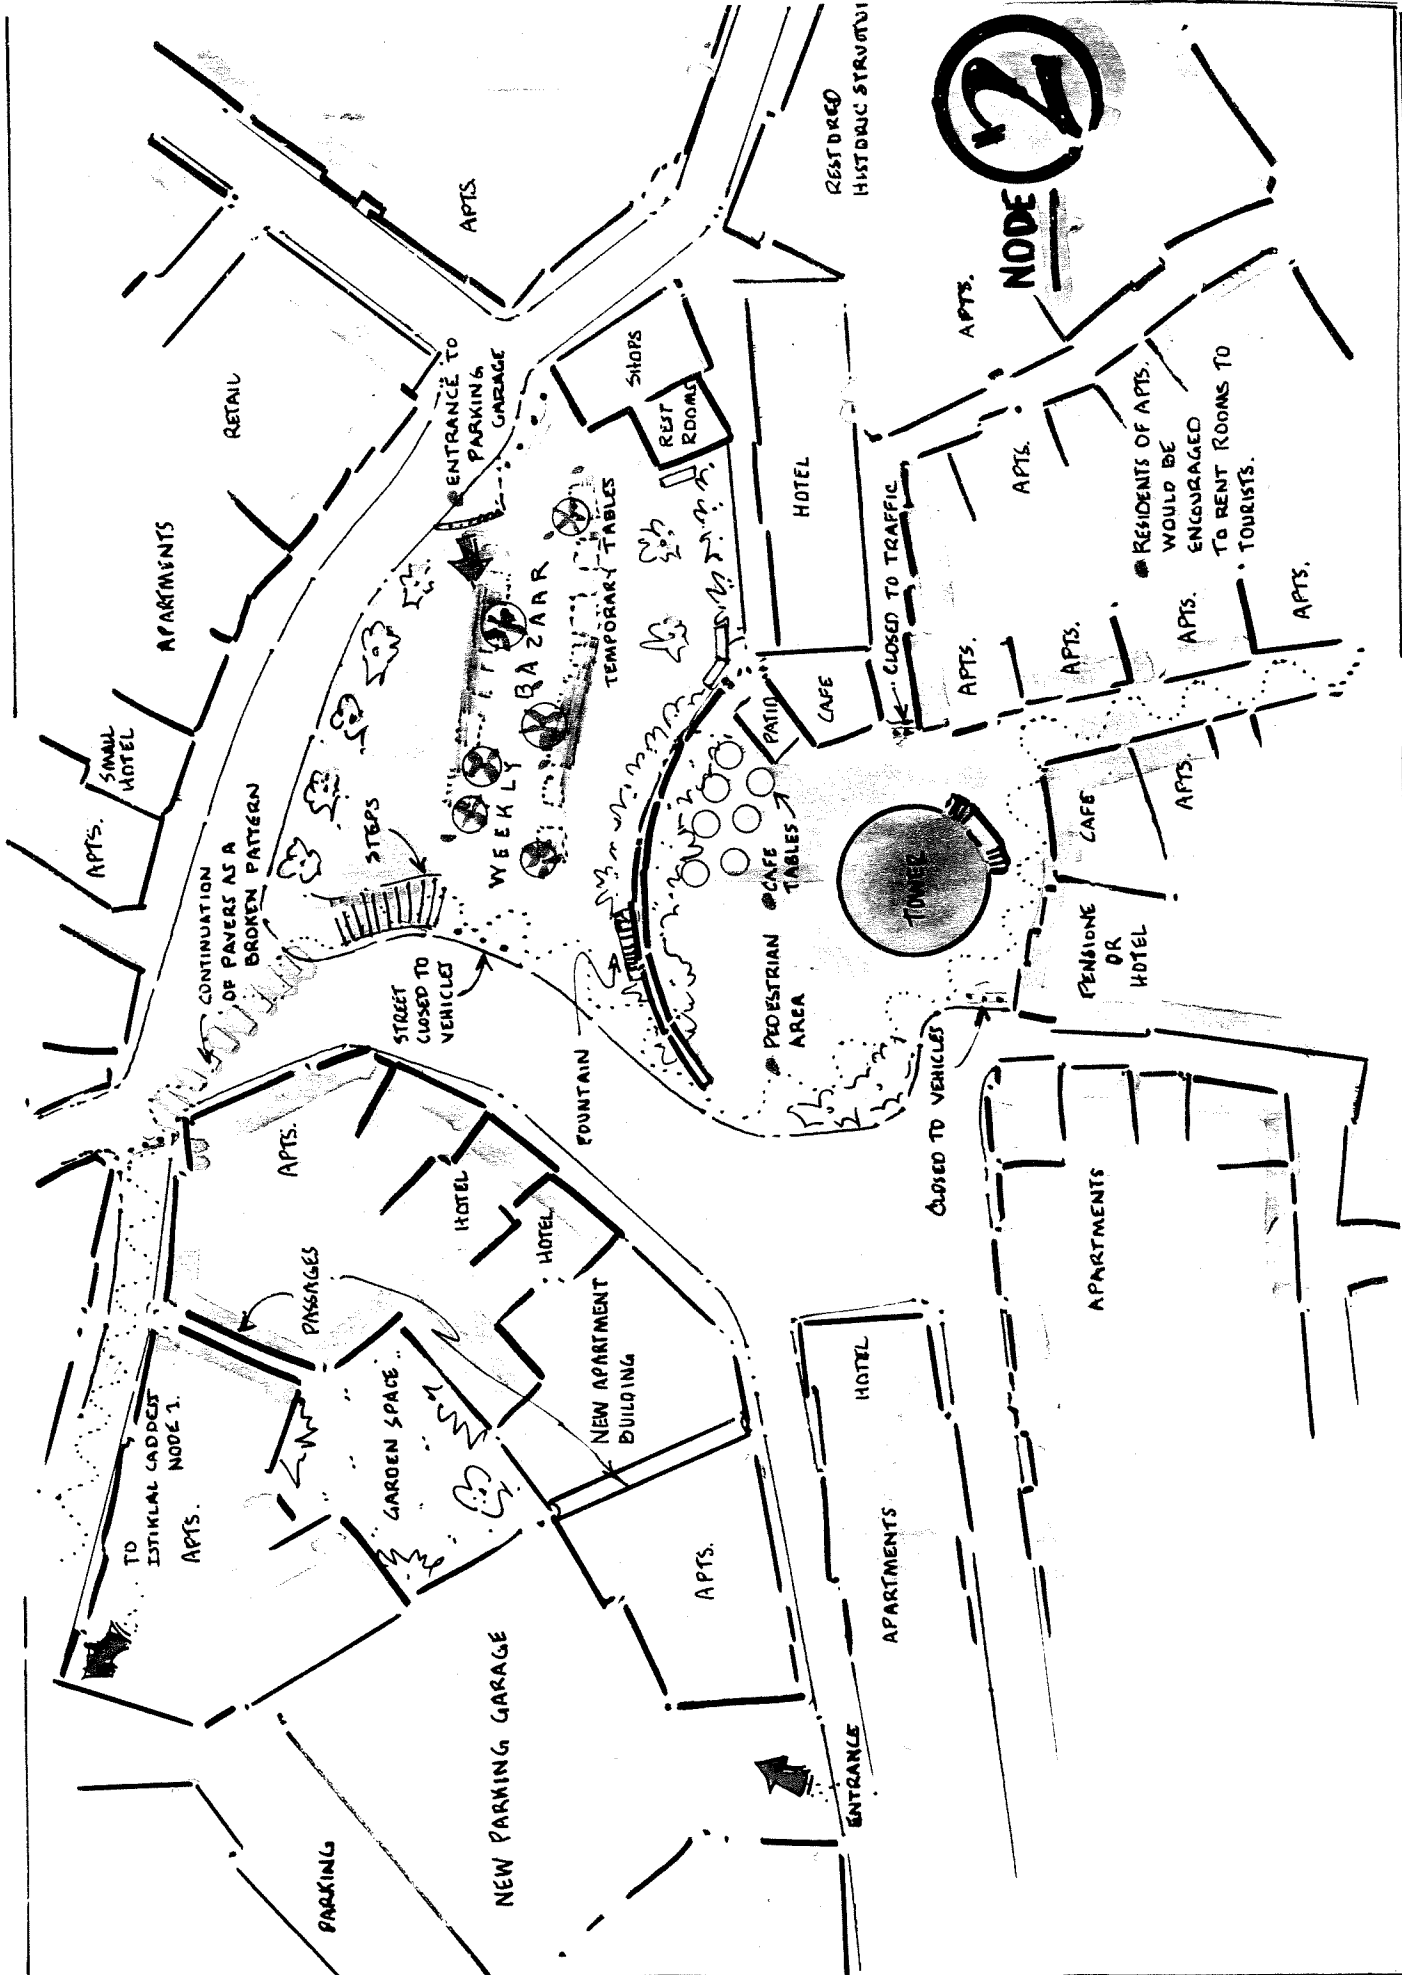 NODE #2
RESTORED
HISTORIC STRUCTU
APTS.
RETAIL
APARTMENTS
SMALL
HOTEL
APTS.
CONTINUATION
OF PAVERS AS A
BROKEN PATTERN
ENTRANCE TO
PARKING
GARAGE
SHOPS
REST
ROOMS
STEPS
WEEKLY BAZAAR
TEMPORARY TABLES
STREET
CLOSED TO
VEHICLES
FOUNTAIN
HOTEL
CAFE
PATIO
CLOSED TO TRAFFIC
CAFE
TABLES
PEDESTRIAN
AREA
TOWER
CLOSED TO VEHICLES
PENSIONE
OR
HOTEL
CAFE
APTS.
APTS.
APTS.
APTS.
APTS.
APTS.
APTS.
RESIDENTS OF APTS.
WOULD BE
ENCOURAGED
TO RENT ROOMS TO
TOURISTS.
APTS.
HOTEL
HOTEL
PASSAGES
NEW APARTMENT
BUILDING
GARDEN SPACE
TO
ISTIKLAL CADDESI
NODE 1
APTS.
APTS.
NEW PARKING GARAGE
PARKING
ENTRANCE
HOTEL
APARTMENTS
APARTMENTS